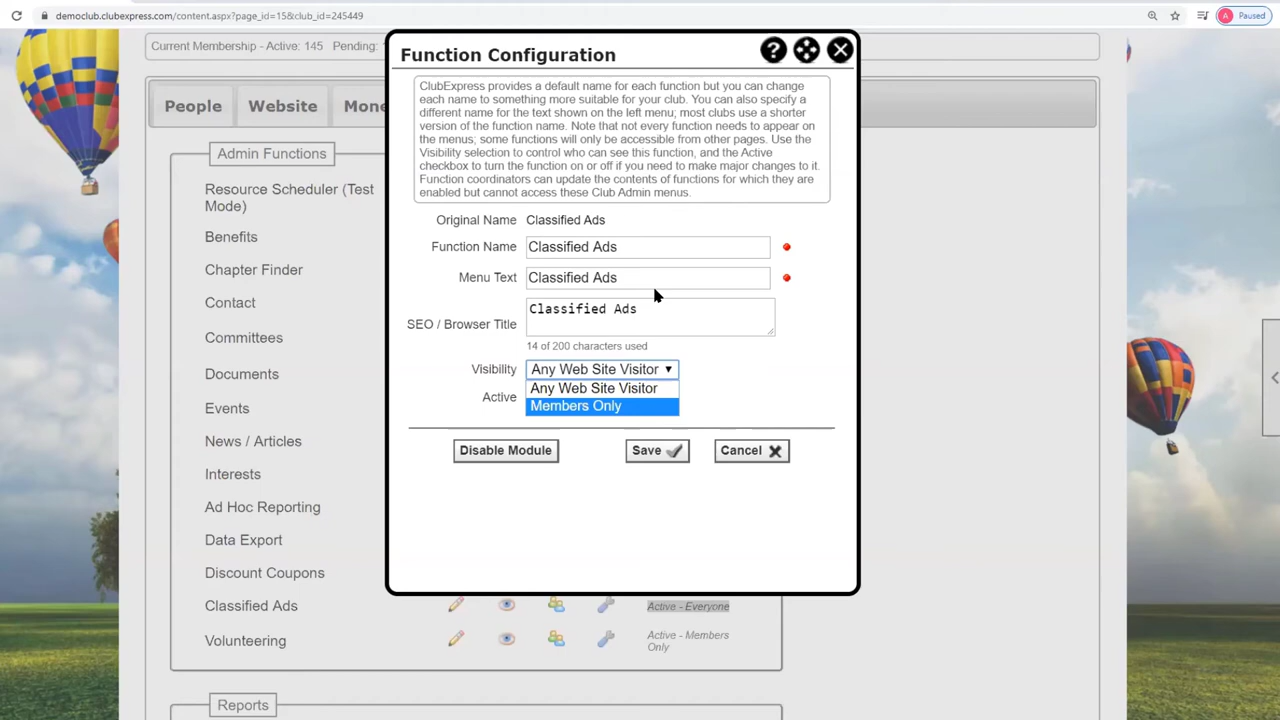 democlub.clubexpress.com/content.aspx?page_id=15&club_id=245449
A Paused
Current Membership - Active: 145 Pending:
People Website Mone
Function Configuration
ClubExpress provides a default name for each function but you can change
each name to something more suitable for your club. You can also specify a
different name for the text shown on the left menu; most clubs use a shorter
version of the function name. Note that not every function needs to appear on
the menus; some functions will only be accessible from other pages. Use the
Visibility selection to control who can see this function, and the Active
checkbox to turn the function on or off if you need to make major changes to it.
Function coordinators can update the contents of functions for which they are
enabled but cannot access these Club Admin menus.
Original Name Classified Ads
Function Name Classified Ads
Menu Text Classified Ads
SEO / Browser Title Classified Ads
14 of 200 characters used
Visibility Any Web Site Visitor
Any Web Site Visitor
Active Members Only
Disable Module Save Cancel
Admin Functions
Resource Scheduler (Test
Mode)
Benefits
Chapter Finder
Contact
Committees
Documents
Events
News / Articles
Interests
Ad Hoc Reporting
Data Export
Discount Coupons
Classified Ads Active - Everyone
Volunteering Active - Members
Only
Reports